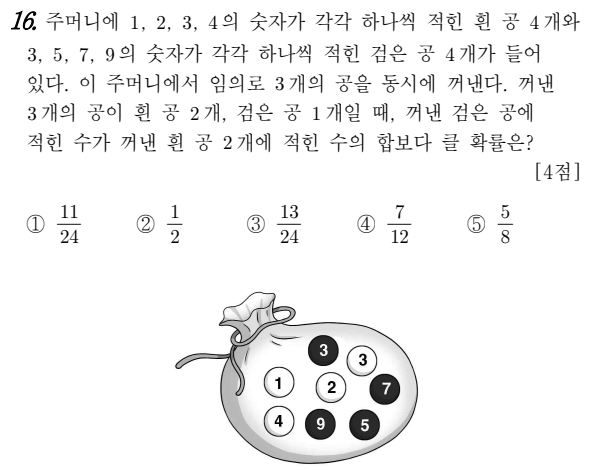 16. 주머니에 1, 2, 3, 4의 숫자가 각각 하나씩 적힌 흰 공 4개와
3, 5, 7, 9의 숫자가 각각 하나씩 적힌 검은 공 4개가 들어
있다. 이 주머니에서 임의로 3개의 공을 동시에 꺼낸다. 꺼낸
3개의 공이 흰 공 2개, 검은 공 1개일 때, 꺼낸 검은 공에
적힌 수가 꺼낸 흰 공 2개에 적힌 수의 합보다 클 확률은?
[4점]
① 11/24 ② 1/2 ③ 13/24 ④ 7/12 ⑤ 5/8
3 3
1 2 7
4 9 5